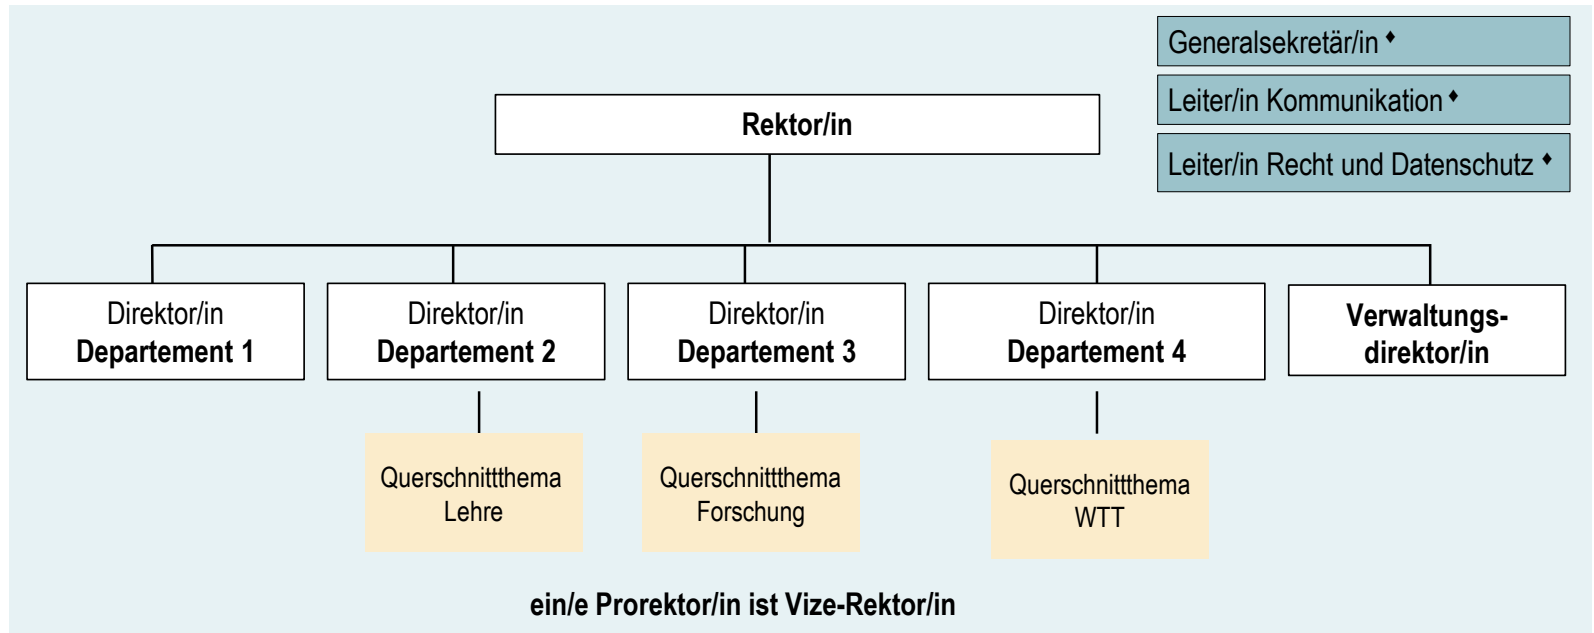 Generalsekretär/in ♦
Leiter/in Kommunikation ♦
Leiter/in Recht und Datenschutz ♦
Rektor/in
Direktor/in
Departement 1
Direktor/in
Departement 2
Direktor/in
Departement 3
Direktor/in
Departement 4
Verwaltungs-
direktor/in
Querschnittthema
Lehre
Querschnittthema
Forschung
Querschnittthema
WTT
ein/e Prorektor/in ist Vize-Rektor/in